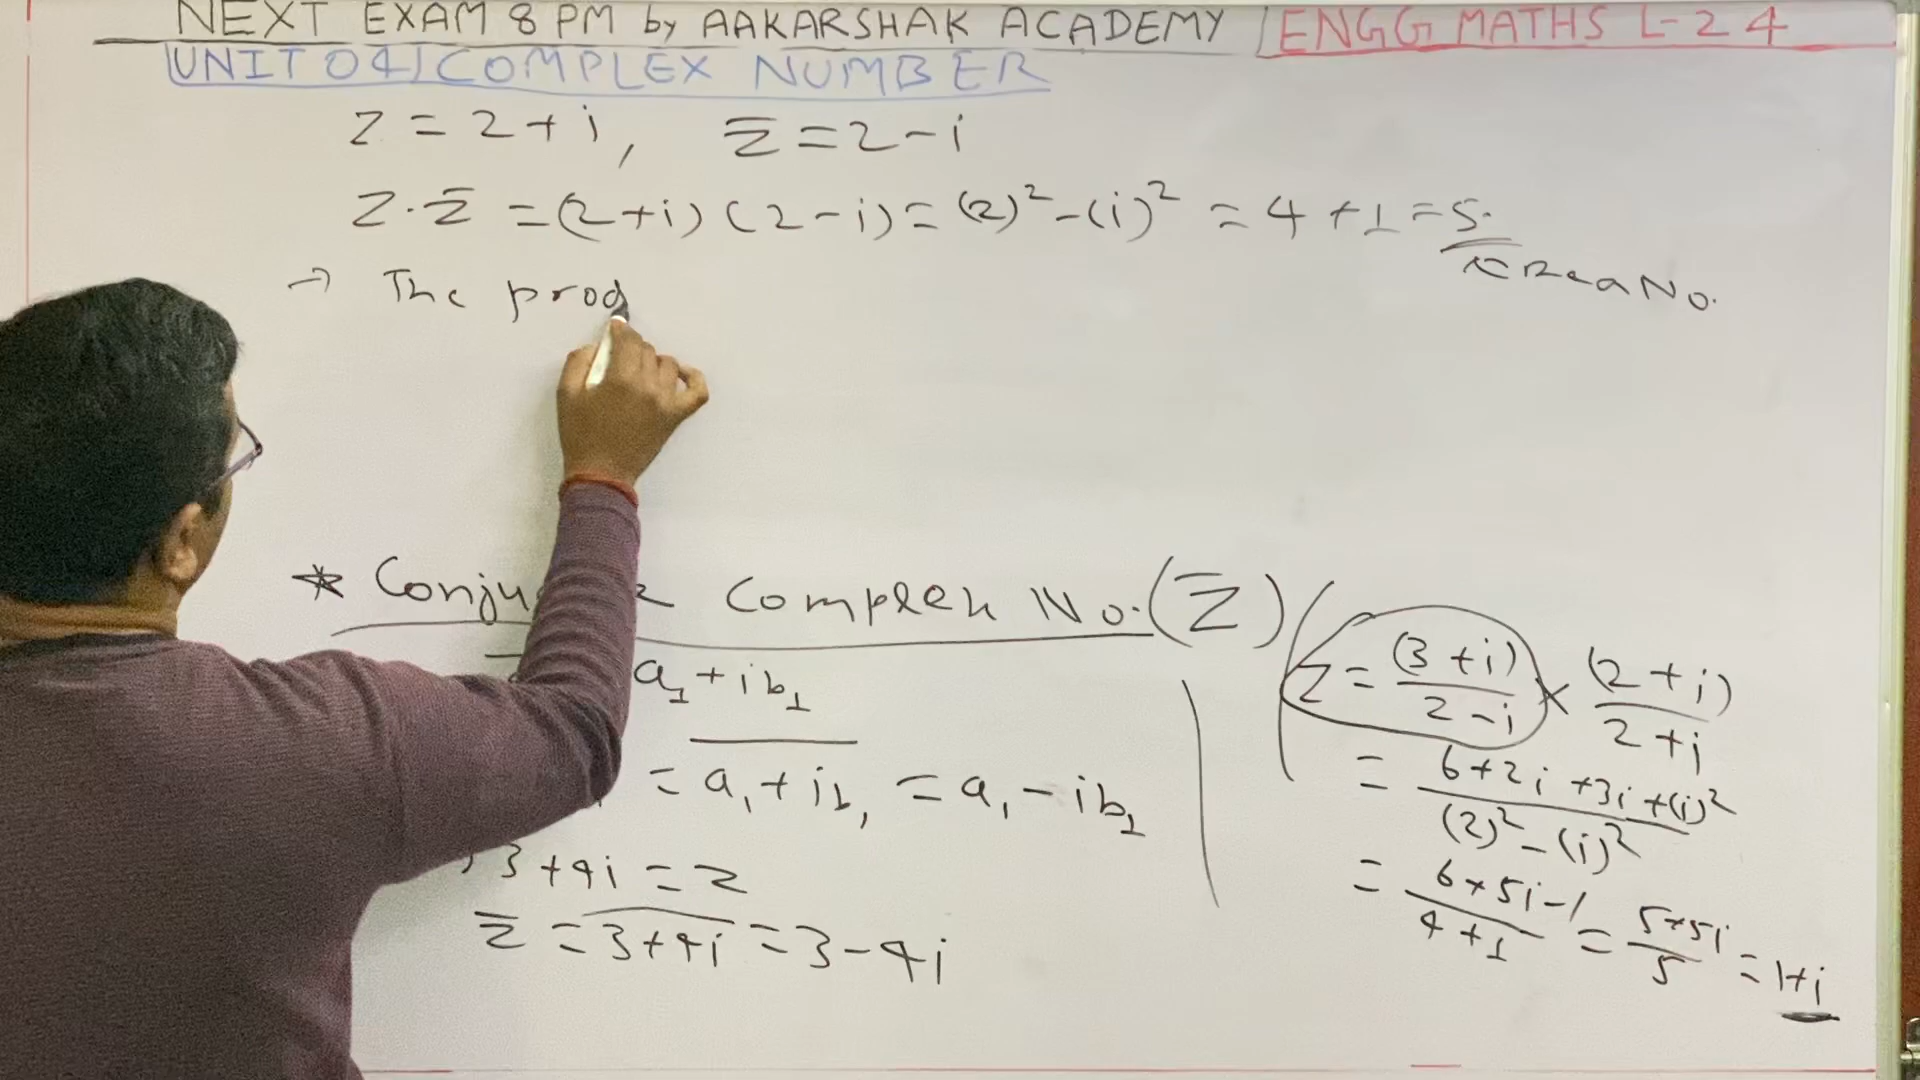 NEXT EXAM 8 PM by AAKARSHAK ACADEMY | ENGG MATHS L-24
UNIT 04 | COMPLEX NUMBER
Z = 2 + i, Z̅ = 2 - i
Z · Z̅ = (2 + i) (2 - i) = (2)² - (i)² = 4 + 1 = 5.
No.
→ The prod
* Complex No. (Z̅)
a₁ + ib₁
= a₁ + ib₁ = a₁ - ib₁
3 + 4i = Z
Z̅ = 3 + 4i = 3 - 4i
Z = (3 + i) / 2 - i × (2 + i) / 2 + i
= 6 + 2i + 3i + (i)² / (2)² - (i)²
= 6 + 5i - 1 / 4 + 1 = 5 + 5i / 5 = 1 + i